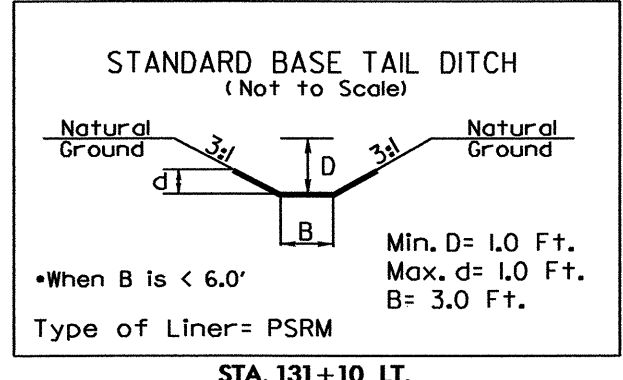 STANDARD BASE TAIL DITCH
(Not to Scale)
Natural
Ground
3:1
D
3:1
Natural
Ground
d
B
Min. D= 1.0 Ft.
Max. d= 1.0 Ft.
B= 3.0 Ft.
•When B is < 6.0'
Type of Liner= PSRM
STA. 131+10 LT.